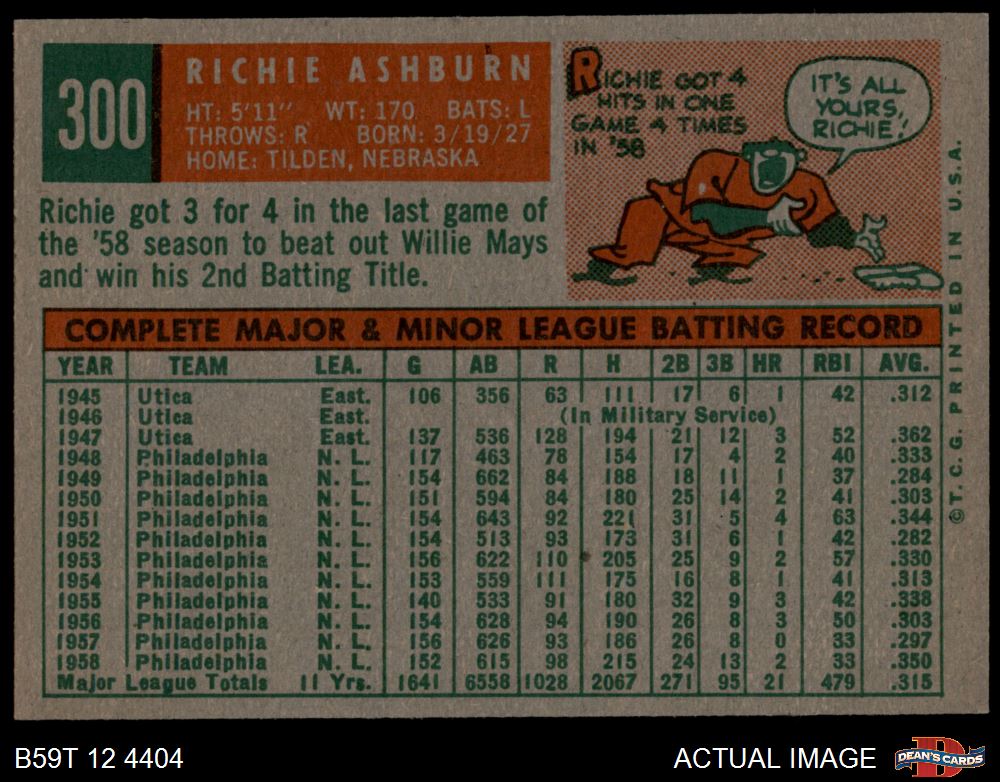 300
RICHIE ASHBURN
HT: 5'11" WT: 170 BATS: L
THROWS: R BORN: 3/19/27
HOME: TILDEN, NEBRASKA
Richie got 3 for 4 in the last game of
the '58 season to beat out Willie Mays
and win his 2nd Batting Title.
RICHIE GOT 4
HITS IN ONE
GAME 4 TIMES
IN '58
IT'S ALL
YOURS,
RICHIE!
COMPLETE MAJOR & MINOR LEAGUE BATTING RECORD
YEAR TEAM LEA. G AB R H 2B 3B HR RBI AVG.
1945 Utica East. 106 356 63 111 17 6 1 42 .312
1946 Utica East. (In Military Service)
1947 Utica East. 137 536 128 194 21 12 3 52 .362
1948 Philadelphia N. L. 117 463 78 154 17 4 2 40 .333
1949 Philadelphia N. L. 154 662 84 188 18 11 1 37 .284
1950 Philadelphia N. L. 151 594 84 180 25 14 2 41 .303
1951 Philadelphia N. L. 154 643 92 221 31 5 4 63 .344
1952 Philadelphia N. L. 154 513 93 173 31 6 1 42 .282
1953 Philadelphia N. L. 156 622 110 205 25 9 2 57 .330
1954 Philadelphia N. L. 153 559 111 175 16 8 1 41 .313
1955 Philadelphia N. L. 140 533 91 180 32 9 3 42 .338
1956 Philadelphia N. L. 154 628 94 190 26 8 3 50 .303
1957 Philadelphia N. L. 156 626 93 186 26 8 0 33 .297
1958 Philadelphia N. L. 152 615 98 215 24 13 2 33 .350
Major League Totals 11 Yrs. 1641 6558 1028 2067 271 95 21 479 .315
© T. C. G. PRINTED IN U.S.A.
B59T 12 4404
ACTUAL IMAGE
D
DEAN'S CARDS